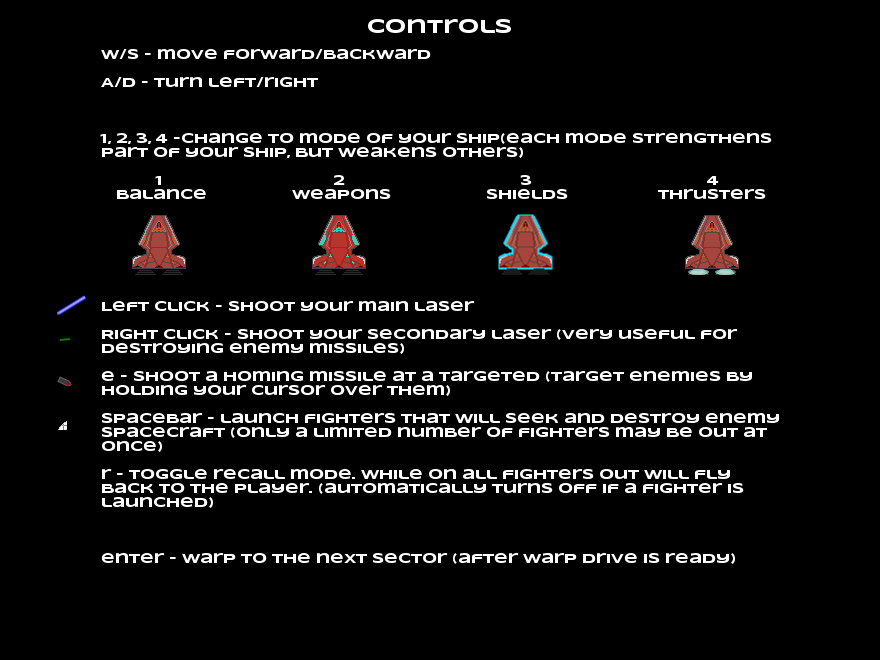 Controls
W/S - move forward/backward
A/D - Turn left/right
1, 2, 3, 4 -Change to mode of your ship(each mode strengthens
part of your ship, but weakens others)
1 2 3 4
Balance Weapons Shields Thrusters
Left Click - Shoot your main laser
Right Click - Shoot your secondary laser (very useful for
destroying enemy missiles)
e - Shoot a homing missile at a targeted (target enemies by
holding your cursor over them)
Spacebar - launch fighters that will seek and destroy enemy
spacecraft (only a limited number of fighters may be out at
once)
r - Toggle recall mode. While on all fighters out will fly
back to the player. (automatically turns off if a fighter is
launched)
enter - warp to the next sector (after warp drive is ready)